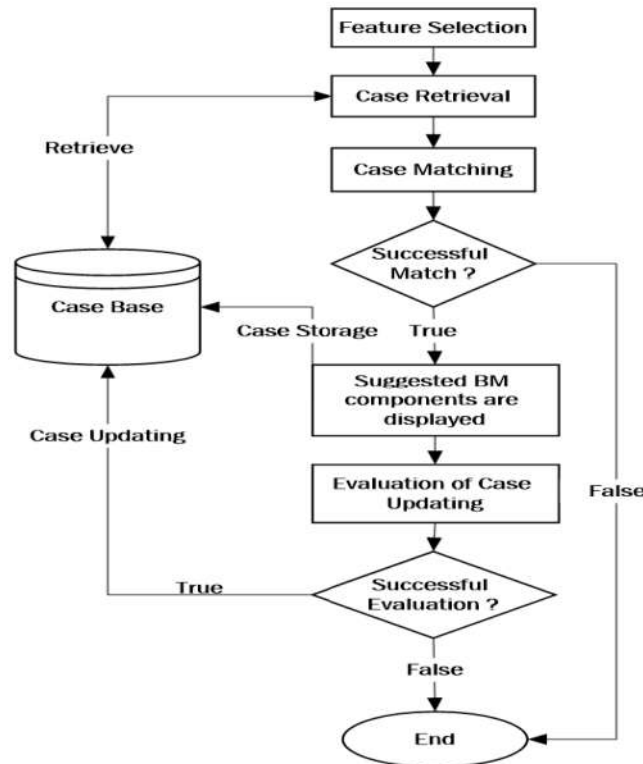 Feature Selection
Case Retrieval
Retrieve
Case Matching
Successful
Match ?
Case Base
Case Storage
True
Suggested BM
components are
displayed
Case Updating
Evaluation of Case
Updating
False
True
Successful
Evaluation ?
False
End